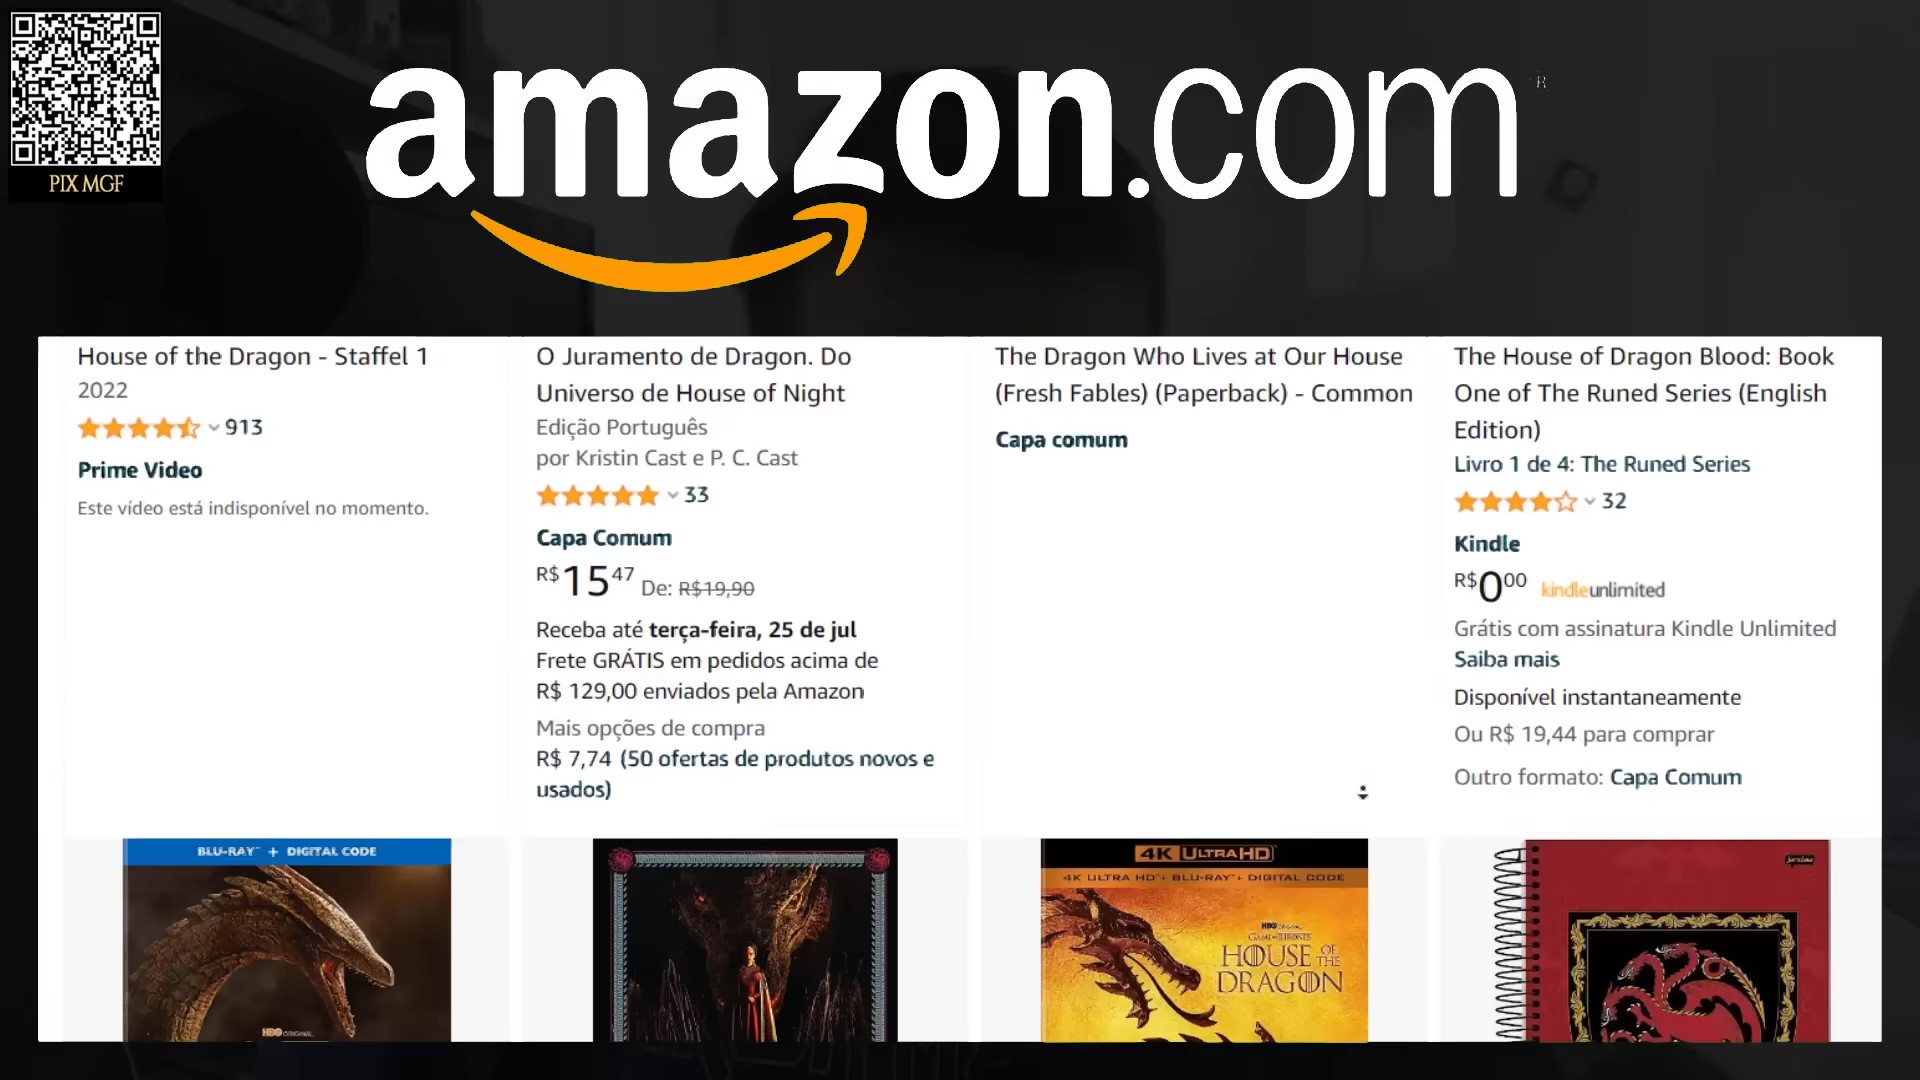 PIX MGF
amazon.com
R
House of the Dragon - Staffel 1
2022
913
Prime Video
Este vídeo está indisponível no momento.
O Juramento de Dragon. Do
Universo de House of Night
Edição Português
por Kristin Cast e P. C. Cast
33
Capa Comum
R$15 47 De: R$19,90
Receba até terça-feira, 25 de jul
Frete GRÁTIS em pedidos acima de
R$ 129,00 enviados pela Amazon
Mais opções de compra
R$ 7,74 (50 ofertas de produtos novos e
usados)
The Dragon Who Lives at Our House
(Fresh Fables) (Paperback) - Common
Capa comum
The House of Dragon Blood: Book
One of The Runed Series (English
Edition)
Livro 1 de 4: The Runed Series
32
Kindle
R$0 00 kindleunlimited
Grátis com assinatura Kindle Unlimited
Saiba mais
Disponível instantaneamente
Ou R$ 19,44 para comprar
Outro formato: Capa Comum
BLU-RAY + DIGITAL CODE
HBO ORIGINAL
4K ULTRA HD
4K ULTRA HD + BLU-RAY + DIGITAL CODE
HBO ORIGINAL
GAME OF THRONES
HOUSE OF THE
DRAGON